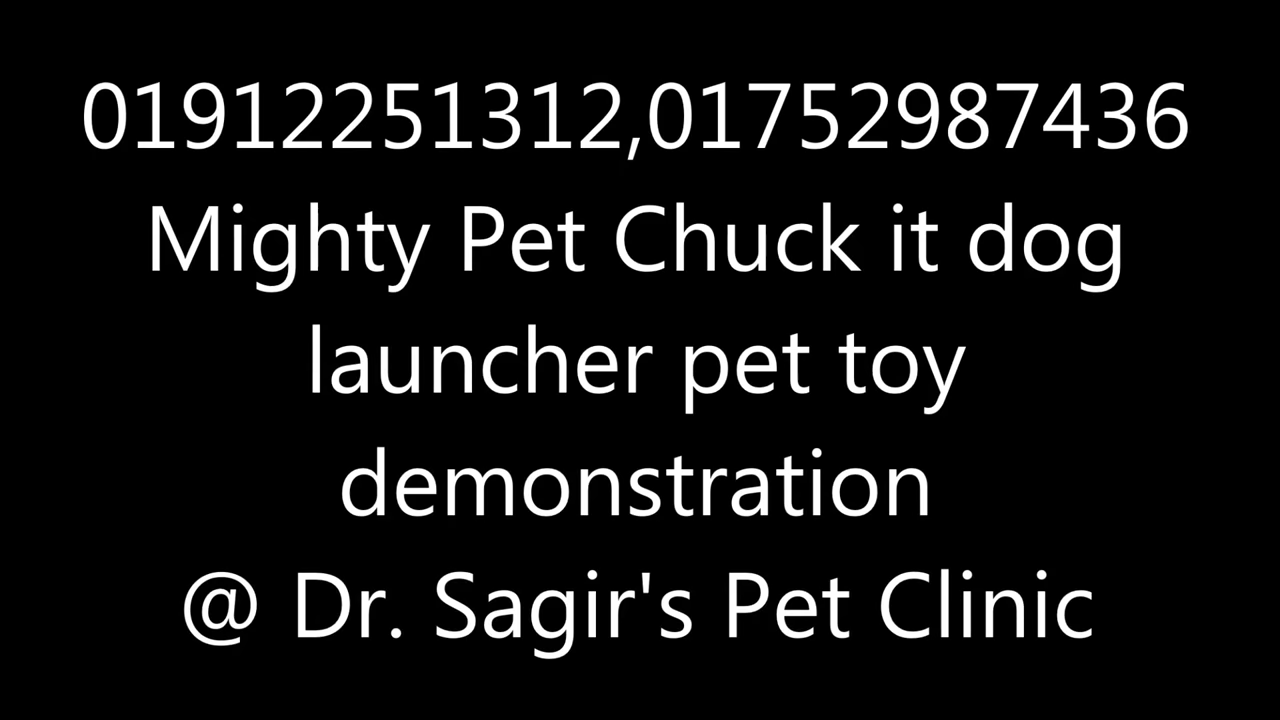 01912251312,01752987436
Mighty Pet Chuck it dog
launcher pet toy
demonstration
@ Dr. Sagir's Pet Clinic